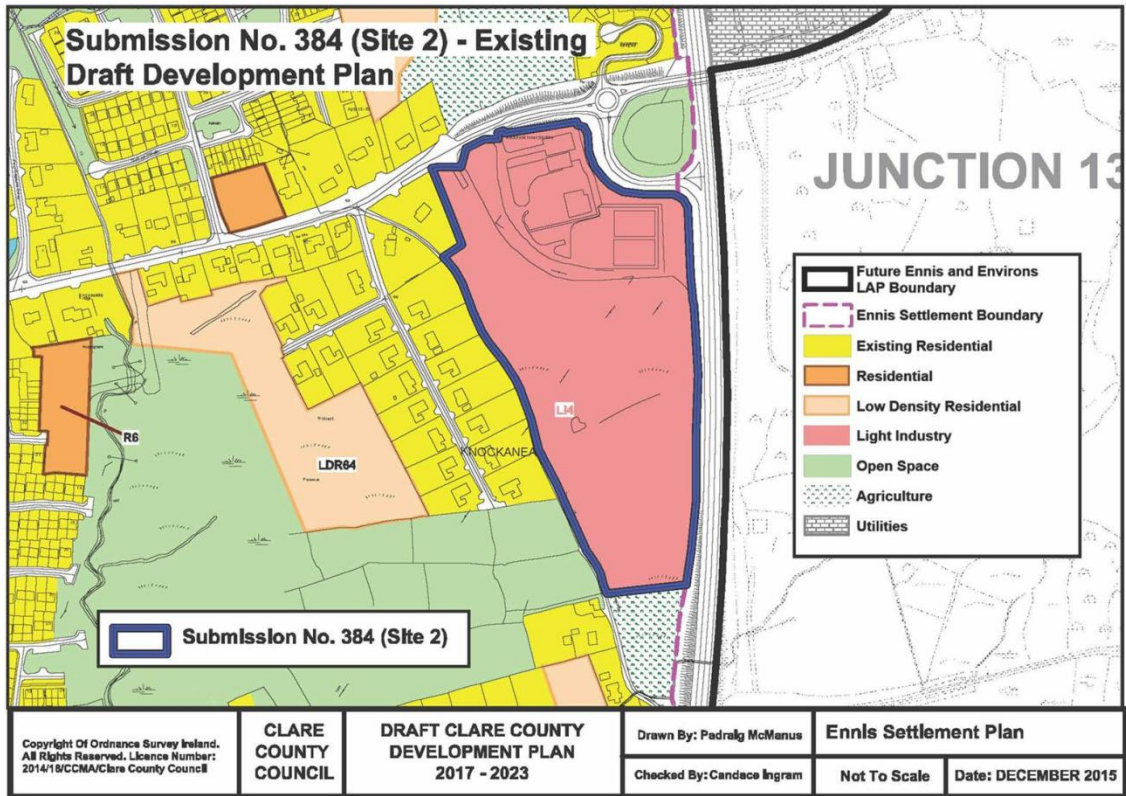 Submission No. 384 (Site 2) - Existing
Draft Development Plan
JUNCTION 13
Future Ennis and Environs
LAP Boundary
Ennis Settlement Boundary
Existing Residential
Residential
Low Density Residential
Light Industry
Open Space
Agriculture
Utilities
LI4
R6
KNOCKANEA
LDR64
Submission No. 384 (Site 2)
Copyright Of Ordnance Survey Ireland.
All Rights Reserved. Licence Number:
2014/18/CCMA/Clare County Council
CLARE
COUNTY
COUNCIL
DRAFT CLARE COUNTY
DEVELOPMENT PLAN
2017 - 2023
Drawn By: Padraig McManus
Checked By: Candace Ingram
Ennis Settlement Plan
Not To Scale
Date: DECEMBER 2015